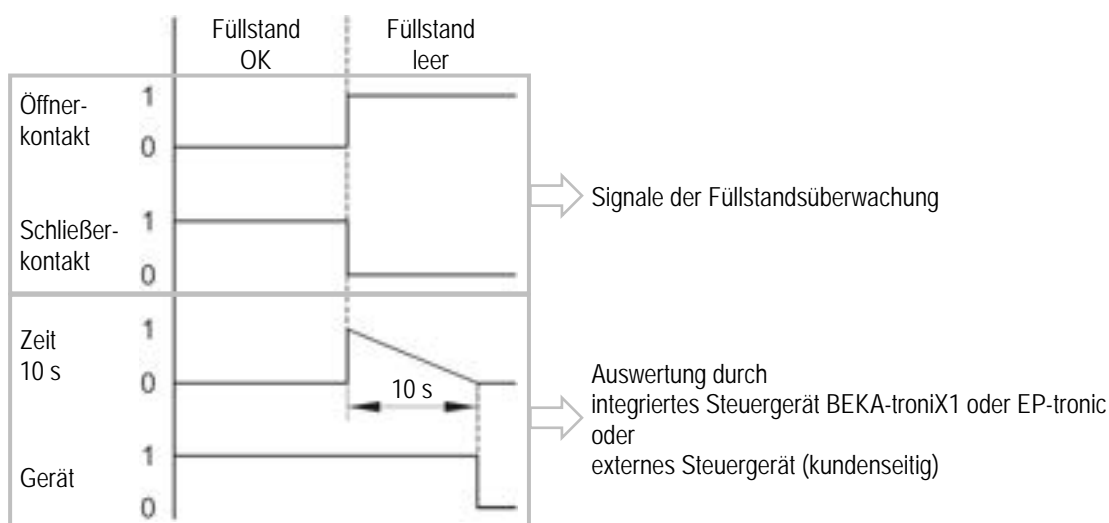 Füllstand
OK
Füllstand
leer
Öffner-
kontakt
1
0
Schließer-
kontakt
1
0
Signale der Füllstandsüberwachung
Zeit
10 s
1
0
10 s
Gerät
1
0
Auswertung durch
integriertes Steuergerät BEKA-troniX1 oder EP-tronic
oder
externes Steuergerät (kundenseitig)